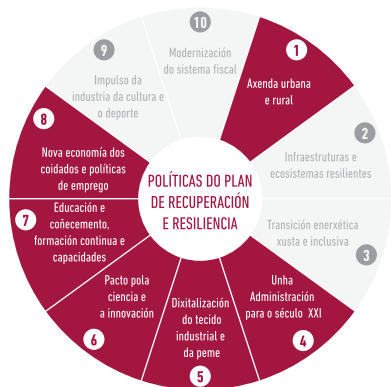 POLÍTICAS DO PLAN
DE RECUPERACIÓN
E RESILIENCIA
1
Axenda urbana
e rural
2
Infraestruturas e
ecosistemas resilientes
Transición enerxética
xusta e inclusiva
3
Unha
Administración
para o século XXI
4
Dixitalización
do tecido
industrial e
da peme
5
Pacto pola
ciencia e
a innovación
6
Educación e
coñecemento,
formación continua e
capacidades
7
8
Nova economía dos
coidados e políticas
de emprego
9
Impulso da
industria da cultura e
o deporte
10
Modernización
do sistema fiscal